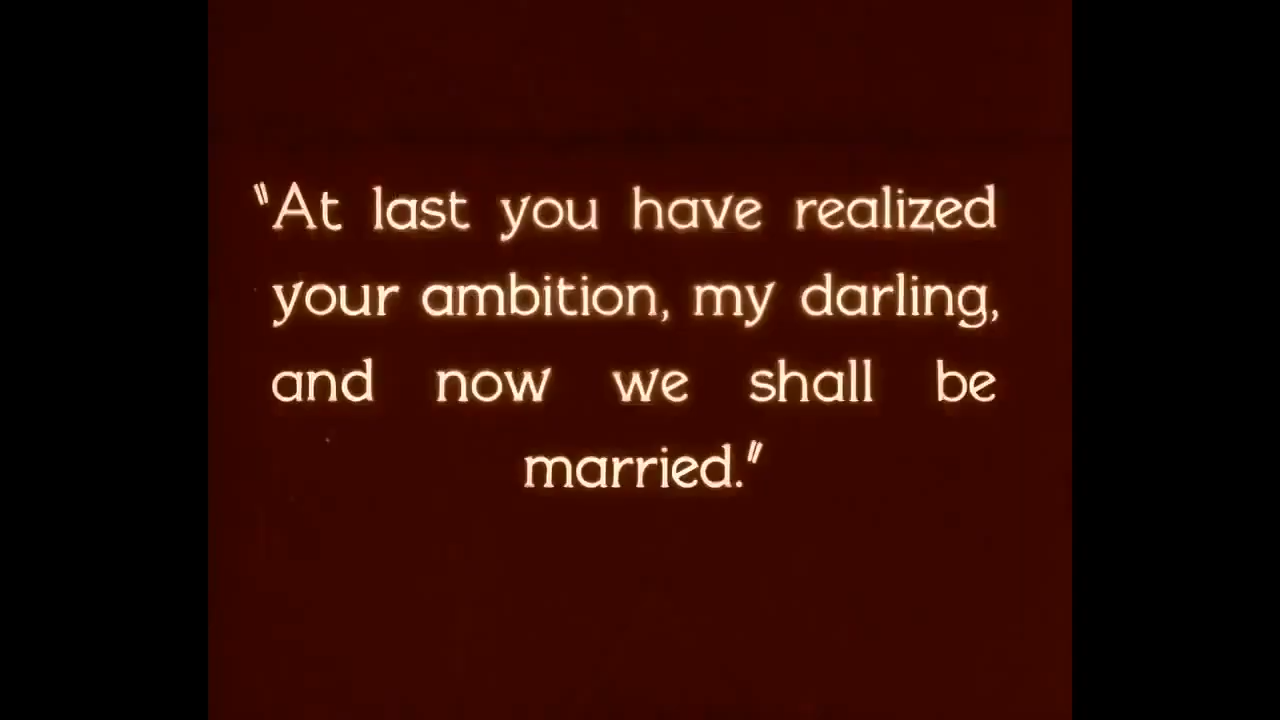 "At last you have realized
your ambition, my darling,
and now we shall be
married."